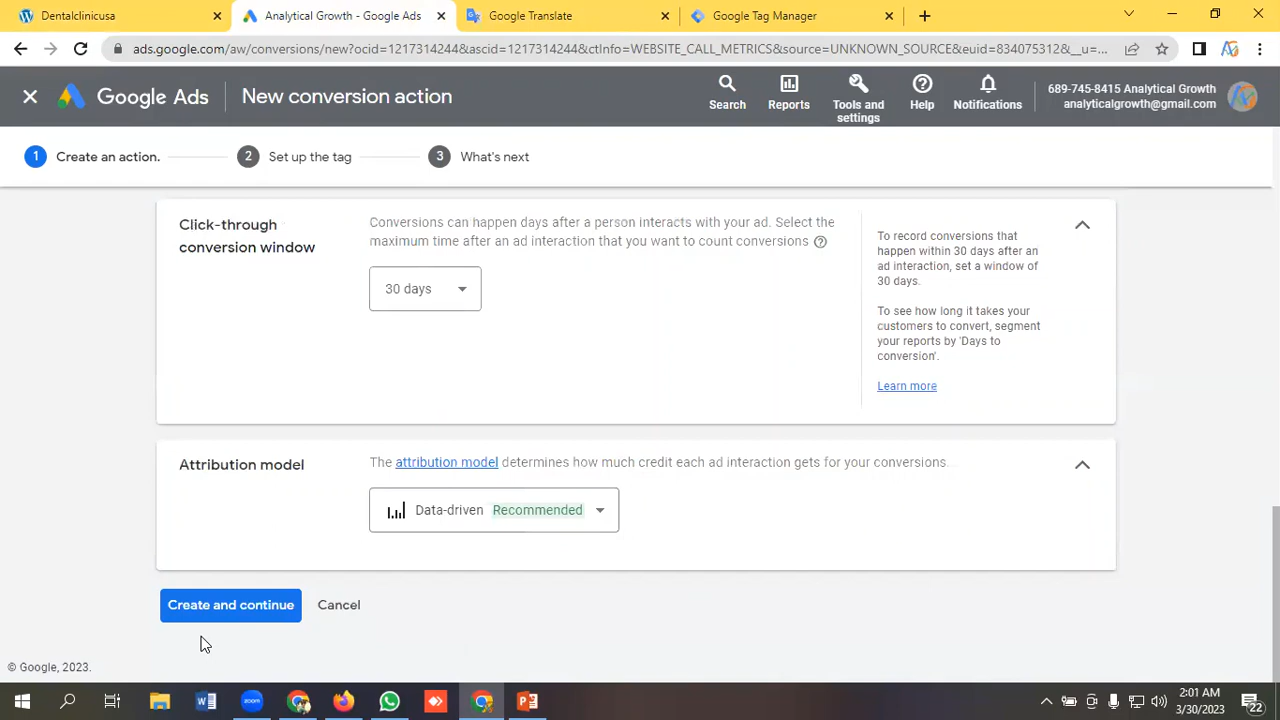 Dentalclinicusa
Analytical Growth - Google Ads
Google Translate
Google Tag Manager
ads.google.com/aw/conversions/new?ocid=1217314244&ascid=1217314244&ctInfo=WEBSITE_CALL_METRICS&source=UNKNOWN_SOURCE&euid=834075312&__u=...
Google Ads
New conversion action
Search
Reports
Tools and
settings
Help
Notifications
689-745-8415 Analytical Growth
analyticalgrowth@gmail.com
1 Create an action.
2 Set up the tag
3 What's next
Click-through
conversion window
Conversions can happen days after a person interacts with your ad. Select the
maximum time after an ad interaction that you want to count conversions
30 days
To record conversions that
happen within 30 days after an
ad interaction, set a window of
30 days.
To see how long it takes your
customers to convert, segment
your reports by 'Days to
conversion'.
Learn more
Attribution model
The attribution model determines how much credit each ad interaction gets for your conversions.
Data-driven Recommended
Create and continue
Cancel
© Google, 2023.
zoom
2:01 AM
3/30/2023
22